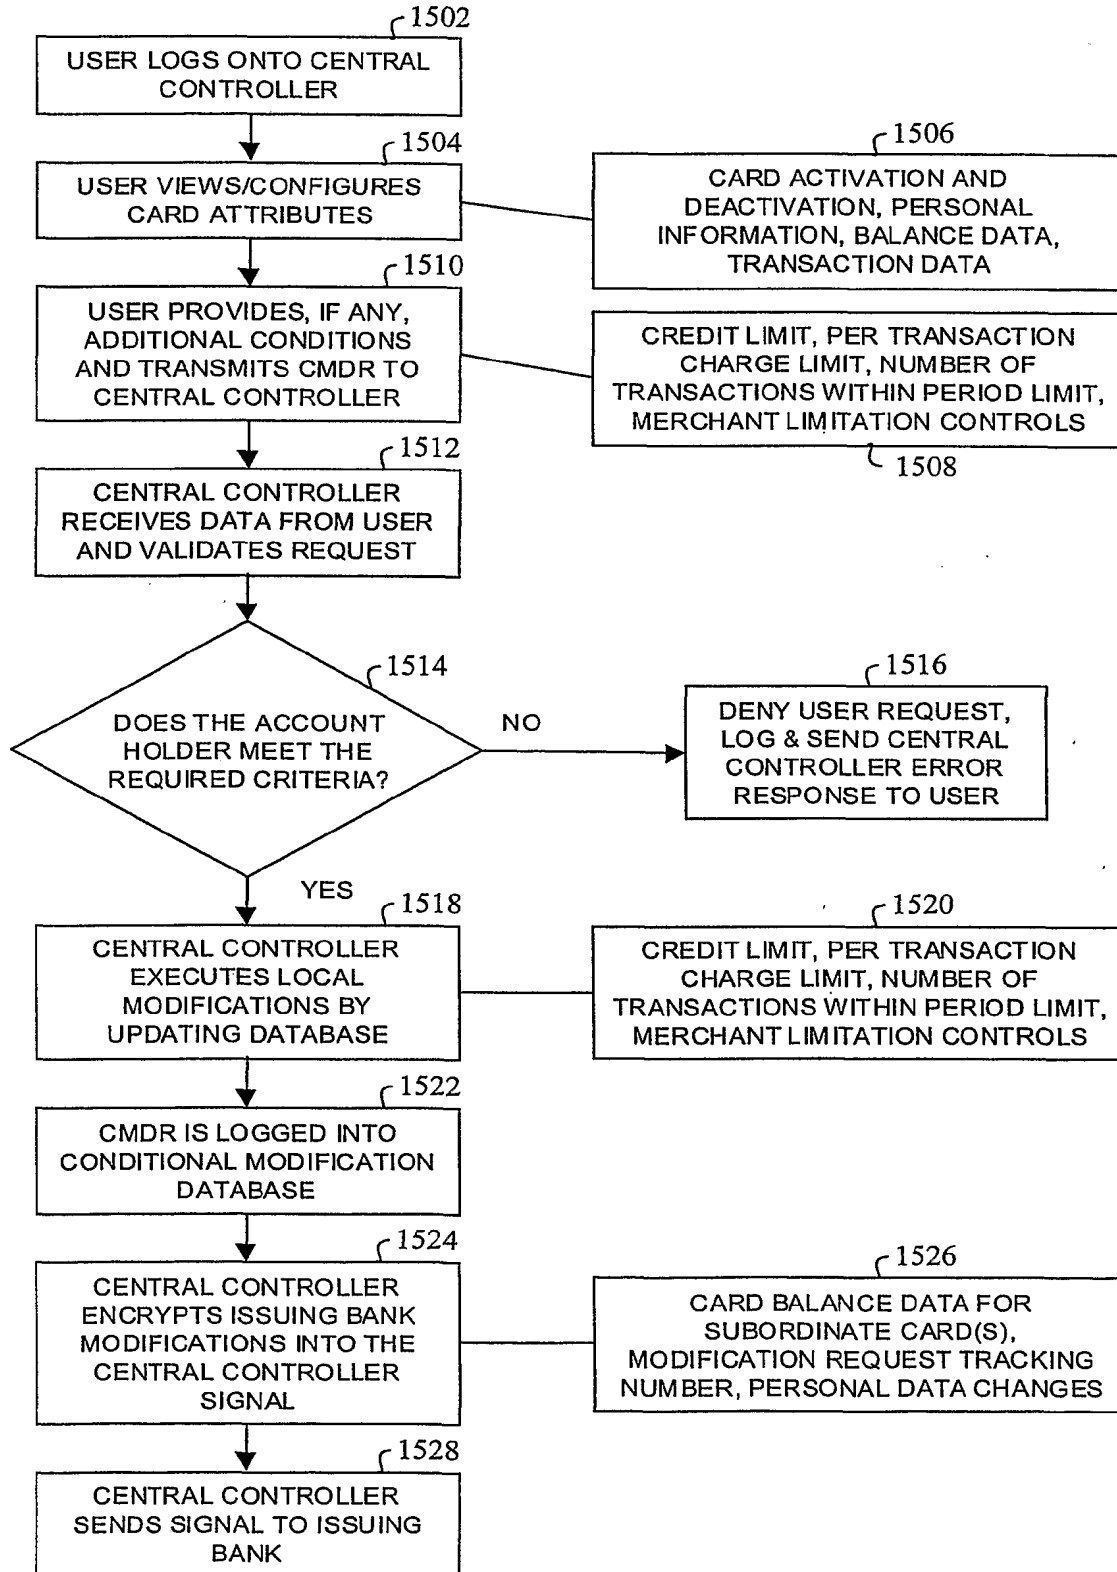 1502
USER LOGS ONTO CENTRAL
CONTROLLER
1504
USER VIEWS/CONFIGURES
CARD ATTRIBUTES
1506
CARD ACTIVATION AND
DEACTIVATION, PERSONAL
INFORMATION, BALANCE DATA,
TRANSACTION DATA
1510
USER PROVIDES, IF ANY,
ADDITIONAL CONDITIONS
AND TRANSMITS CMDR TO
CENTRAL CONTROLLER
CREDIT LIMIT, PER TRANSACTION
CHARGE LIMIT, NUMBER OF
TRANSACTIONS WITHIN PERIOD LIMIT,
MERCHANT LIMITATION CONTROLS
1508
1512
CENTRAL CONTROLLER
RECEIVES DATA FROM USER
AND VALIDATES REQUEST
1514
DOES THE ACCOUNT
HOLDER MEET THE
REQUIRED CRITERIA?
NO
1516
DENY USER REQUEST,
LOG & SEND CENTRAL
CONTROLLER ERROR
RESPONSE TO USER
YES
1518
CENTRAL CONTROLLER
EXECUTES LOCAL
MODIFICATIONS BY
UPDATING DATABASE
1520
CREDIT LIMIT, PER TRANSACTION
CHARGE LIMIT, NUMBER OF
TRANSACTIONS WITHIN PERIOD LIMIT,
MERCHANT LIMITATION CONTROLS
1522
CMDR IS LOGGED INTO
CONDITIONAL MODIFICATION
DATABASE
1524
CENTRAL CONTROLLER
ENCRYPTS ISSUING BANK
MODIFICATIONS INTO THE
CENTRAL CONTROLLER
SIGNAL
1526
CARD BALANCE DATA FOR
SUBORDINATE CARD(S),
MODIFICATION REQUEST TRACKING
NUMBER, PERSONAL DATA CHANGES
1528
CENTRAL CONTROLLER
SENDS SIGNAL TO ISSUING
BANK